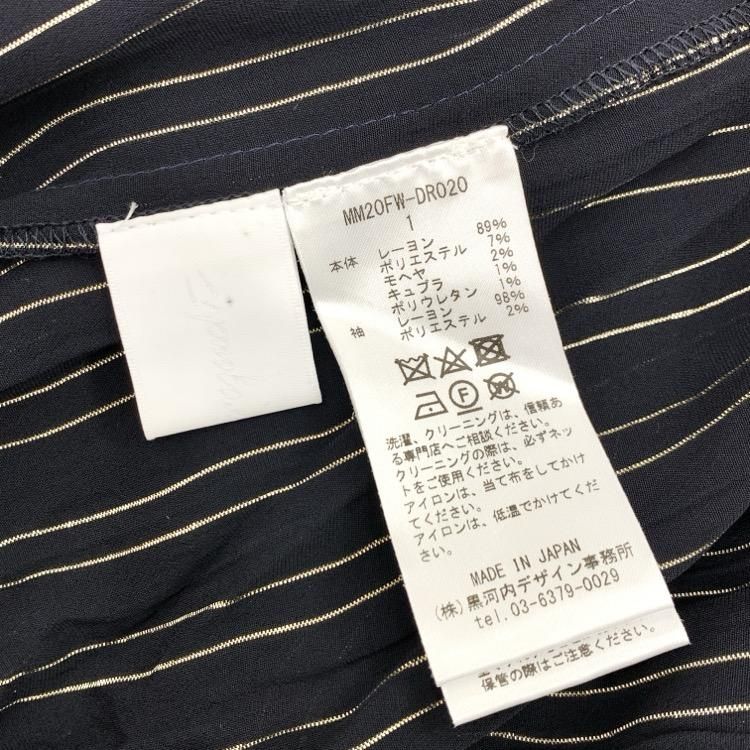 MM20FW-DR020
1
本体 レーヨン 89%
ポリエステル 7%
モヘヤ 2%
キュプラ 1%
ポリウレタン 1%
袖 レーヨン 98%
ポリエステル 2%
F
W
洗濯、クリーニングは、信頼あ
る専門店へご相談ください。
クリーニングの際は、必ずネッ
トをご使用ください。
アイロンは、当て布をしてかけ
てください。
アイロンは、低温でかけてくだ
さい。
MADE IN JAPAN
(株)黒河内デザイン事務所
tel.03-6379-0029
保管の際はご注意ください。